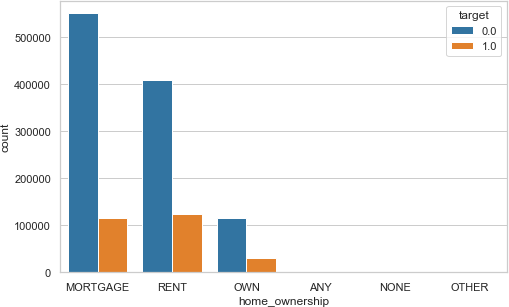 target
0.0
1.0
500000
400000
300000
200000
100000
0
count
MORTGAGE RENT OWN ANY NONE OTHER
home_ownership